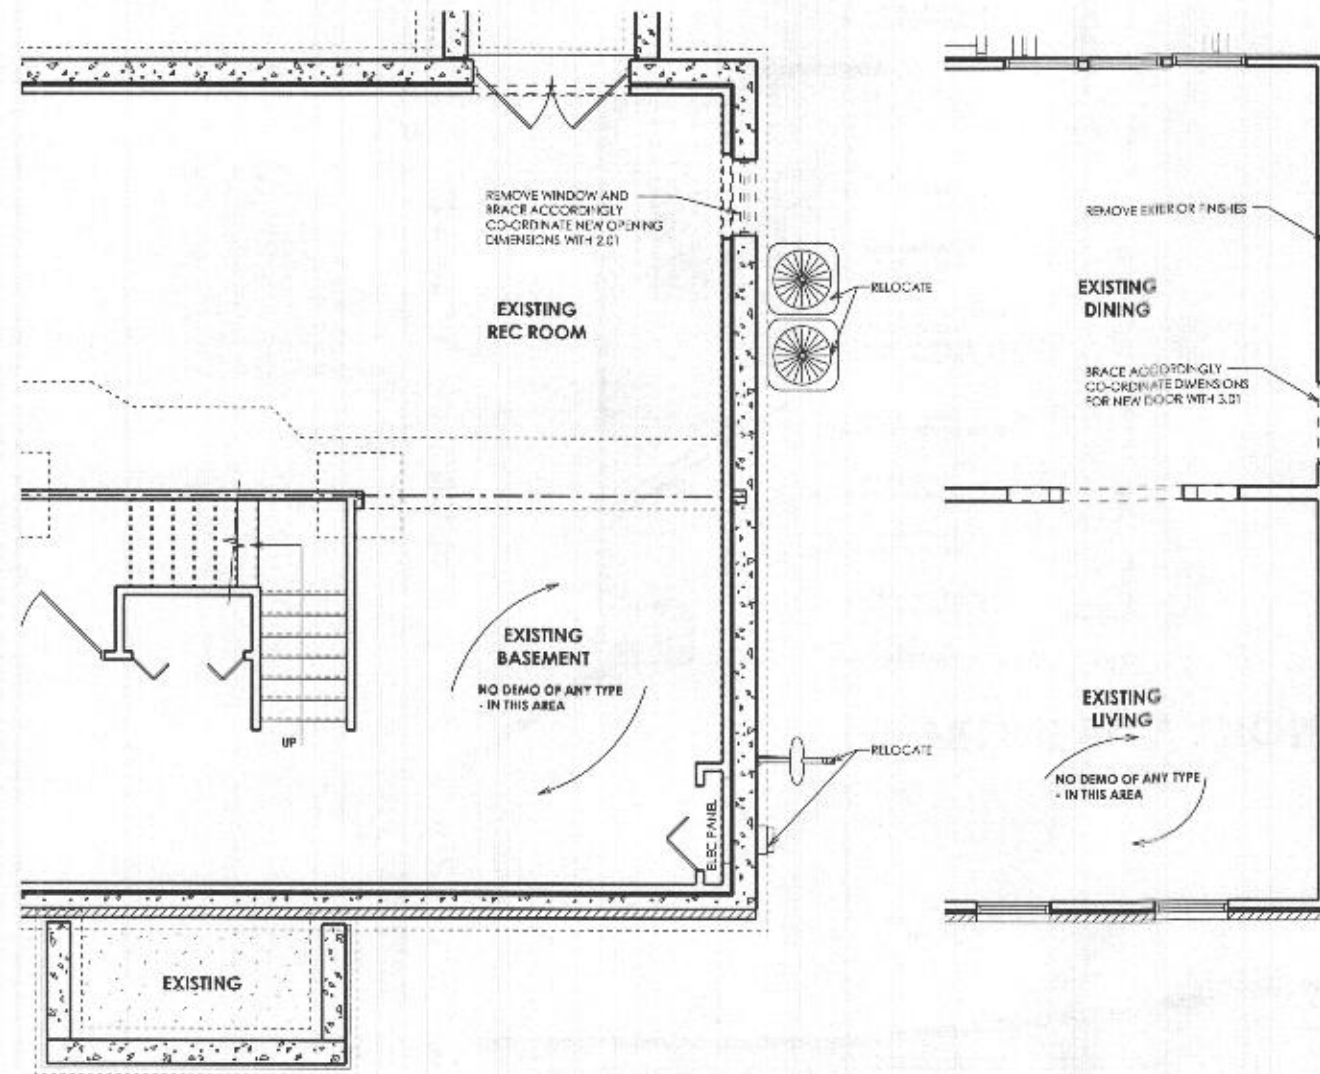 REMOVE WINDOW AND
BRACE ACCORDINGLY
CO-ORDINATE NEW OPENING
DIMENSIONS WITH 2.01
EXISTING
REC ROOM
RELOCATE
EXISTING
BASEMENT
NO DEMO OF ANY TYPE
- IN THIS AREA
UP
RELOCATE
ELEC PANEL
EXISTING
REMOVE EXTERIOR FINISHES
EXISTING
DINING
BRACE ACCORDINGLY
CO-ORDINATE DIMENSIONS
FOR NEW DOOR WITH 3.01
EXISTING
LIVING
NO DEMO OF ANY TYPE
- IN THIS AREA